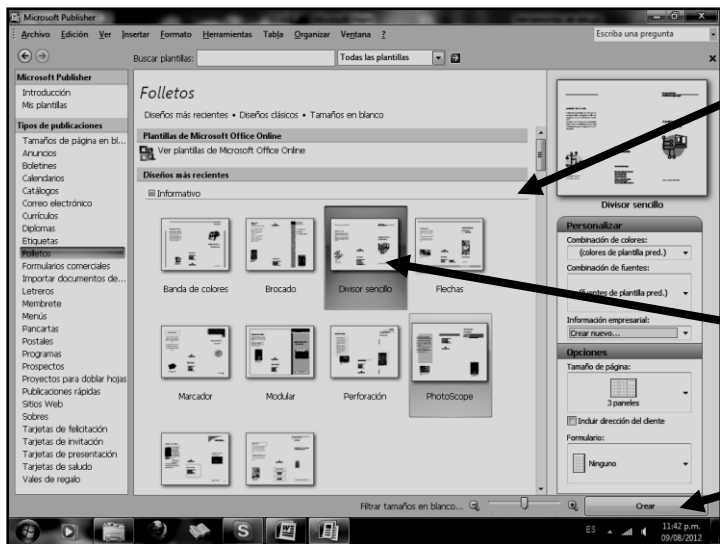 Microsoft Publisher
Archivo Edición Ver Insertar Formato Herramientas Tabla Organizar Ventana ?
Escriba una pregunta
Buscar plantillas:
Todas las plantillas
Microsoft Publisher
Introducción
Mis plantillas
Tipos de publicaciones
Tamaños de página en bl...
Anuncios
Boletines
Calendarios
Catálogos
Correo electrónico
Currículos
Diplomas
Etiquetas
Folletos
Formularios comerciales
Importar documentos de...
Letreros
Membrete
Menús
Pancartas
Postales
Programas
Prospectos
Proyectos para doblar hojas
Publicaciones rápidas
Sitios Web
Sobres
Tarjetas de felicitación
Tarjetas de invitación
Tarjetas de presentación
Tarjetas de saludo
Vales de regalo
Folletos
Diseños más recientes • Diseños clásicos • Tamaños en blanco
Plantillas de Microsoft Office Online
Ver plantillas de Microsoft Office Online
Diseños más recientes
Informativo
Banda de colores
Brocado
Divisor sencillo
Flechas
Marcador
Modular
Perforación
PhotoScope
Filtrar tamaños en blanco...
Divisor sencillo
Personalizar
Combinación de colores:
(colores de plantilla pred.)
Combinación de fuentes:
(fuentes de plantilla pred.)
Información empresarial:
Crear nuevo...
Opciones
Tamaño de página:
3 paneles
Incluir dirección del cliente
Formulario:
Ninguno
Crear
ES
11:42 p.m.
09/08/2012